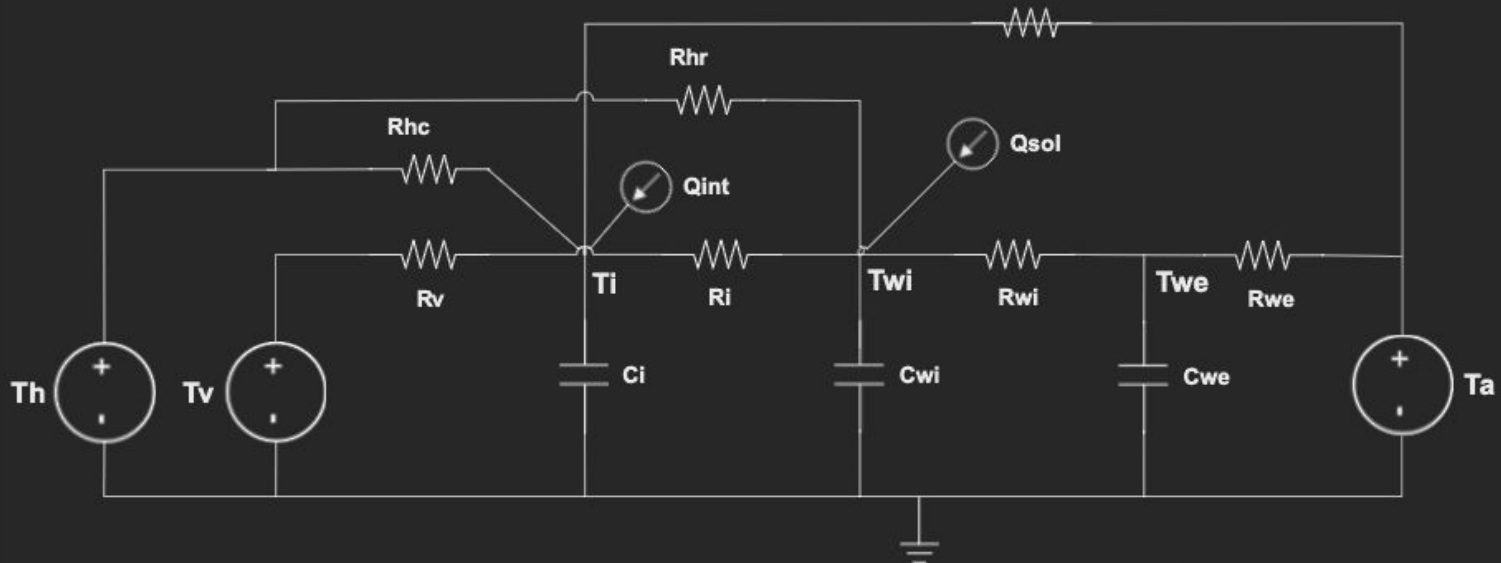 Rhr
Rhc
Qsol
Qint
Ti
Twi
Twe
Rv
Ri
Rwi
Rwe
Th
+
-
Tv
+
-
Ci
Cwi
Cwe
+
-
Ta